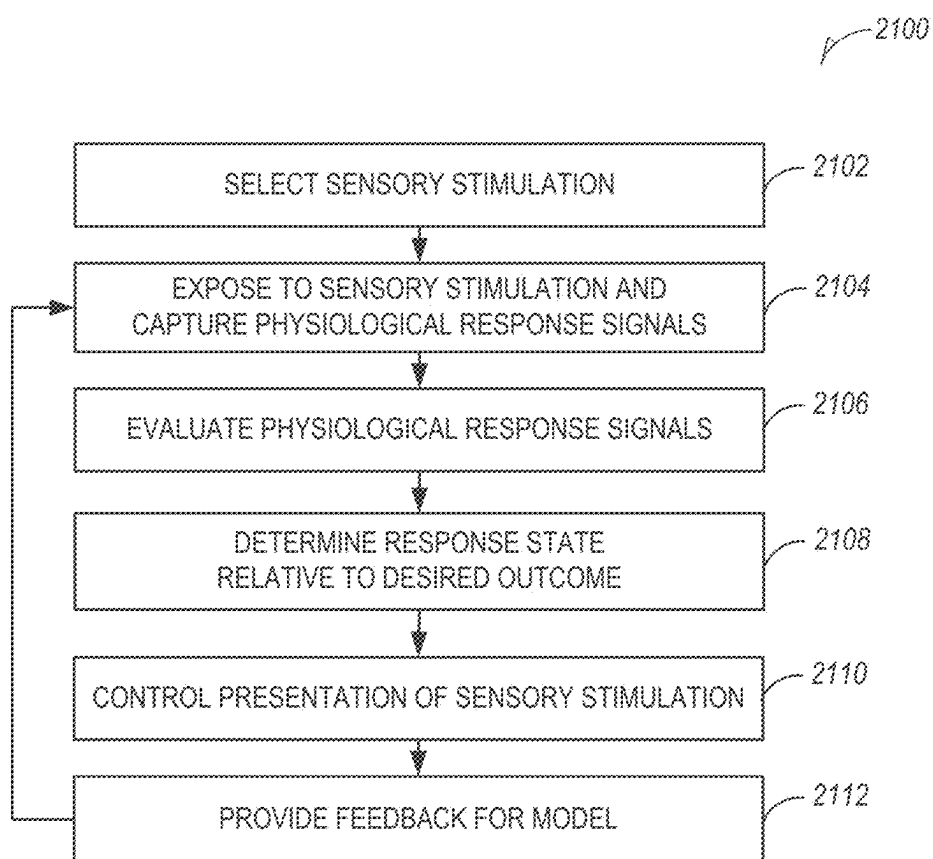 2100
SELECT SENSORY STIMULATION
2102
EXPOSE TO SENSORY STIMULATION AND
CAPTURE PHYSIOLOGICAL RESPONSE SIGNALS
2104
EVALUATE PHYSIOLOGICAL RESPONSE SIGNALS
2106
DETERMINE RESPONSE STATE
RELATIVE TO DESIRED OUTCOME
2108
CONTROL PRESENTATION OF SENSORY STIMULATION
2110
PROVIDE FEEDBACK FOR MODEL
2112